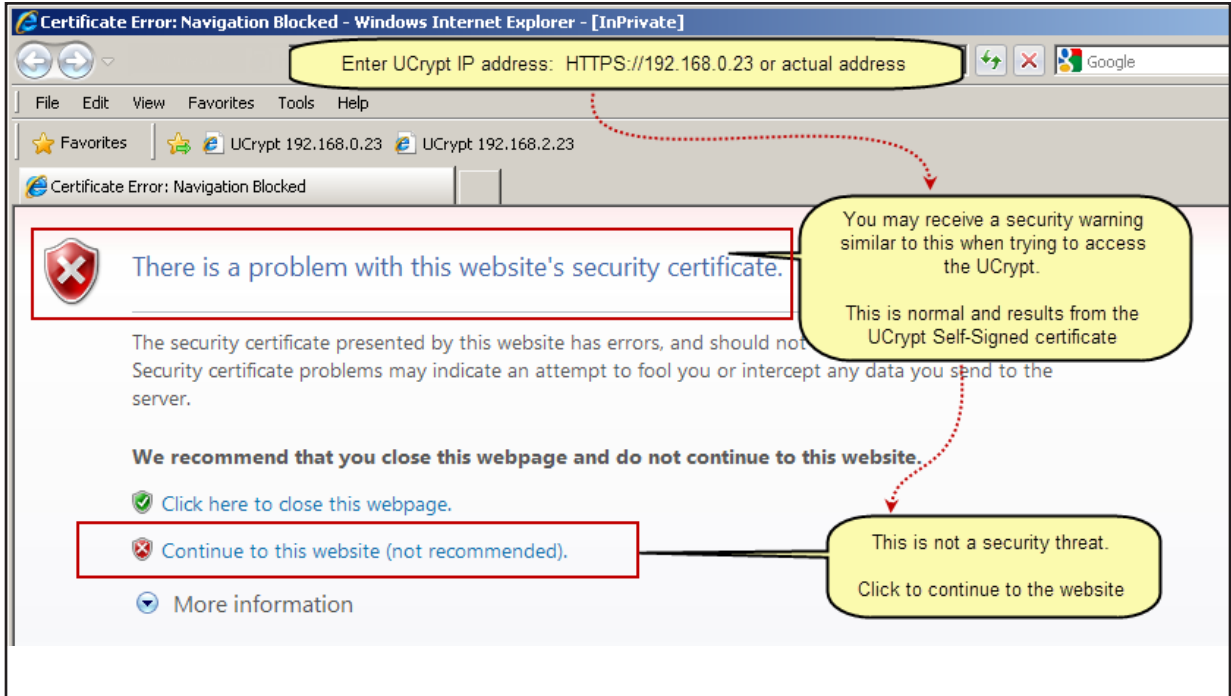 Certificate Error: Navigation Blocked - Windows Internet Explorer - [InPrivate]
Enter UCrypt IP address: HTTPS://192.168.0.23 or actual address
Google
File Edit View Favorites Tools Help
Favorites UCrypt 192.168.0.23 UCrypt 192.168.2.23
Certificate Error: Navigation Blocked
You may receive a security warning
similar to this when trying to access
the UCrypt.
This is normal and results from the
UCrypt Self-Signed certificate
There is a problem with this website's security certificate.
The security certificate presented by this website has errors, and should not
Security certificate problems may indicate an attempt to fool you or intercept any data you send to the
server.
We recommend that you close this webpage and do not continue to this website.
Click here to close this webpage.
Continue to this website (not recommended).
This is not a security threat.
Click to continue to the website
More information